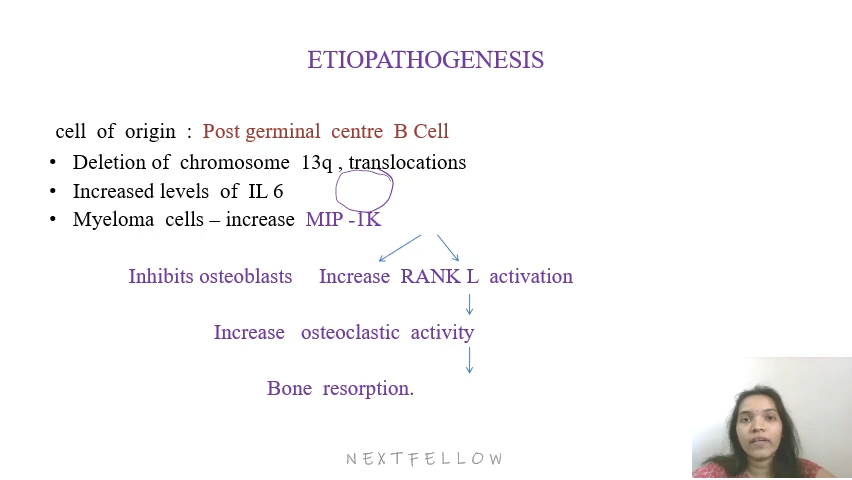 ETIOPATHOGENESIS
cell of origin : Post germinal centre B Cell
• Deletion of chromosome 13q , translocations
• Increased levels of IL 6
• Myeloma cells – increase MIP -1K
Inhibits osteoblasts Increase RANK L activation
Increase osteoclastic activity
Bone resorption.
NEXTFELLOW